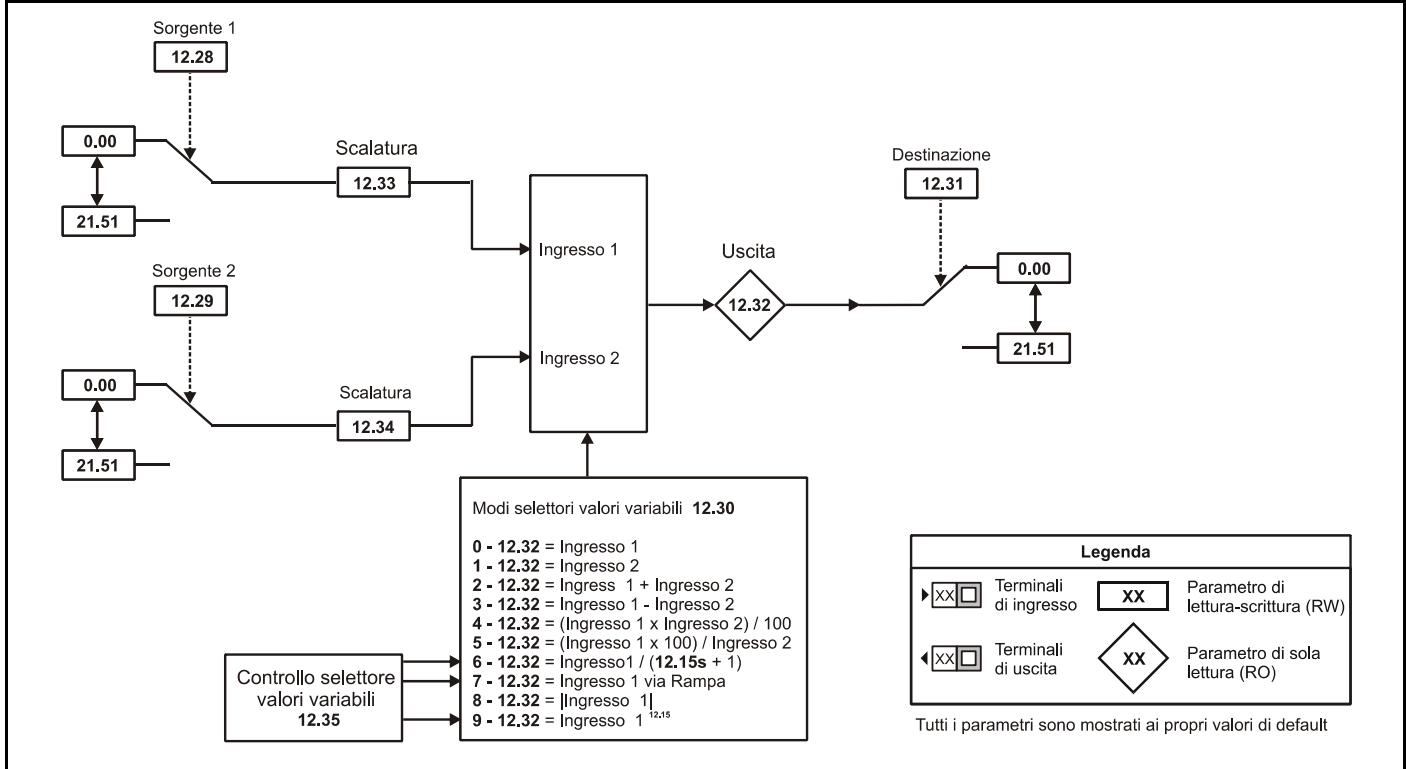 Sorgente 1
12.28
0.00
21.51
Scalatura
12.33
Sorgente 2
12.29
0.00
21.51
Scalatura
12.34
Ingresso 1
Ingresso 2
Uscita
12.32
Destinazione
12.31
0.00
21.51
Modi selettori valori variabili 12.30
0 - 12.32 = Ingresso 1
1 - 12.32 = Ingresso 2
2 - 12.32 = Ingress 1 + Ingresso 2
3 - 12.32 = Ingresso 1 - Ingresso 2
4 - 12.32 = (Ingresso 1 x Ingresso 2) / 100
5 - 12.32 = (Ingresso 1 x 100) / Ingresso 2
6 - 12.32 = Ingresso1 / (12.15s + 1)
7 - 12.32 = Ingresso 1 via Rampa
8 - 12.32 = |Ingresso 1|
9 - 12.32 = Ingresso 1 12.15
Controllo selettore
valori variabili
12.35
Legenda
XX
Terminali
di ingresso
XX
Parametro di
lettura-scrittura (RW)
XX
Terminali
di uscita
XX
Parametro di sola
lettura (RO)
Tutti i parametri sono mostrati ai propri valori di default